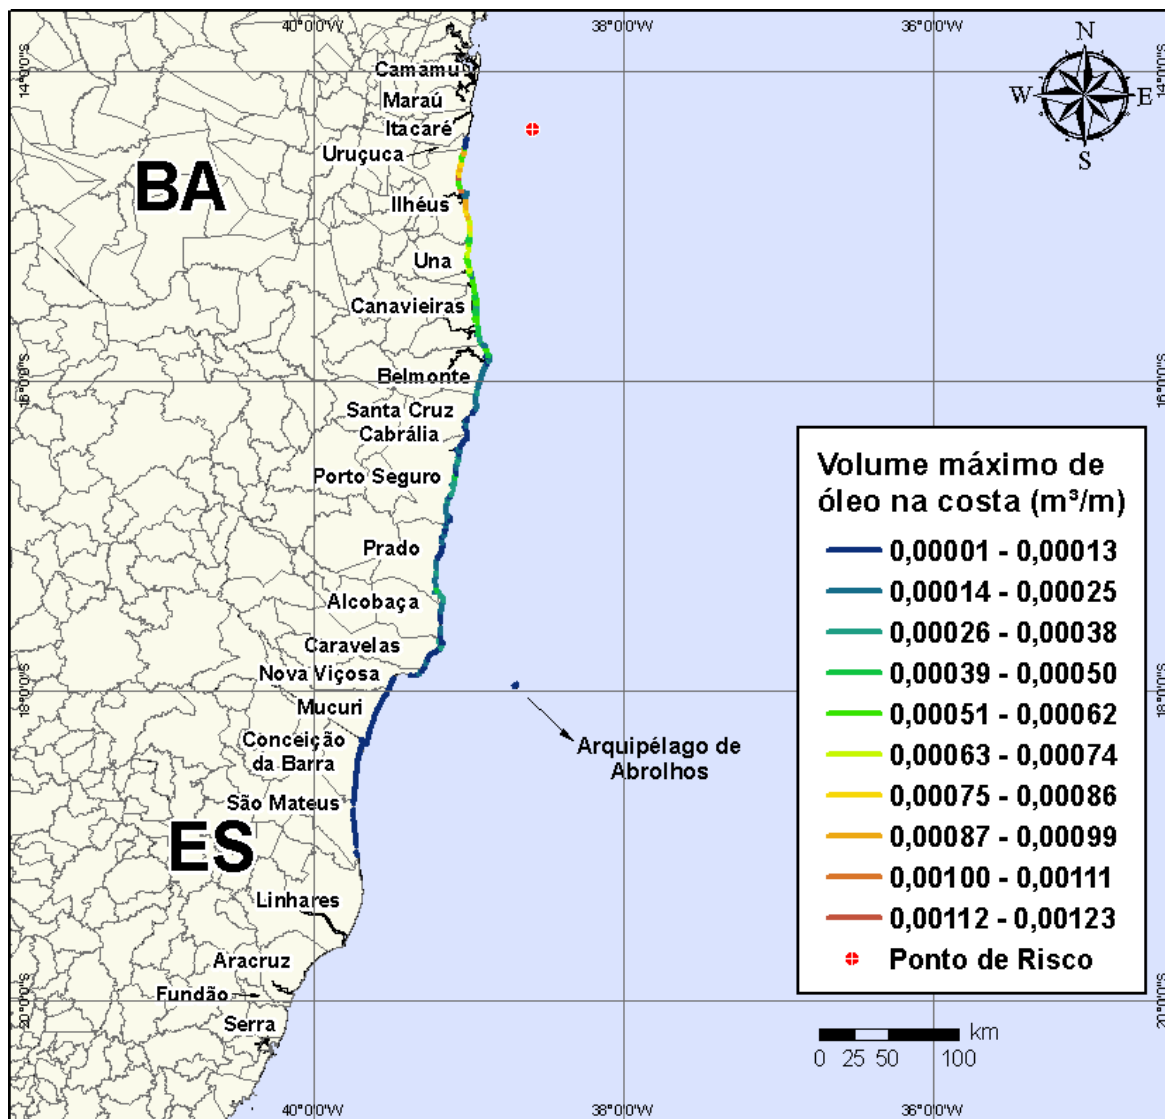 40°0'0"W
38°0'0"W
36°0'0"W
14°0'0"S
14°0'0"S
N
W
E
S
Camamu
Maraú
Itacaré
Uruçuca
BA
Ilhéus
Una
Canavieiras
Belmonte
16°0'0"S
16°0'0"S
Santa Cruz
Cabrália
Porto Seguro
Prado
Alcobaça
Caravelas
Nova Viçosa
18°0'0"S
18°0'0"S
Mucuri
Conceição
da Barra
Arquipélago de
Abrolhos
São Mateus
ES
Linhares
Aracruz
Fundão
Serra
20°0'0"S
20°0'0"S
Volume máximo de
óleo na costa (m³/m)
0,00001 - 0,00013
0,00014 - 0,00025
0,00026 - 0,00038
0,00039 - 0,00050
0,00051 - 0,00062
0,00063 - 0,00074
0,00075 - 0,00086
0,00087 - 0,00099
0,00100 - 0,00111
0,00112 - 0,00123
Ponto de Risco
km
0 25 50 100
40°0'0"W
38°0'0"W
36°0'0"W